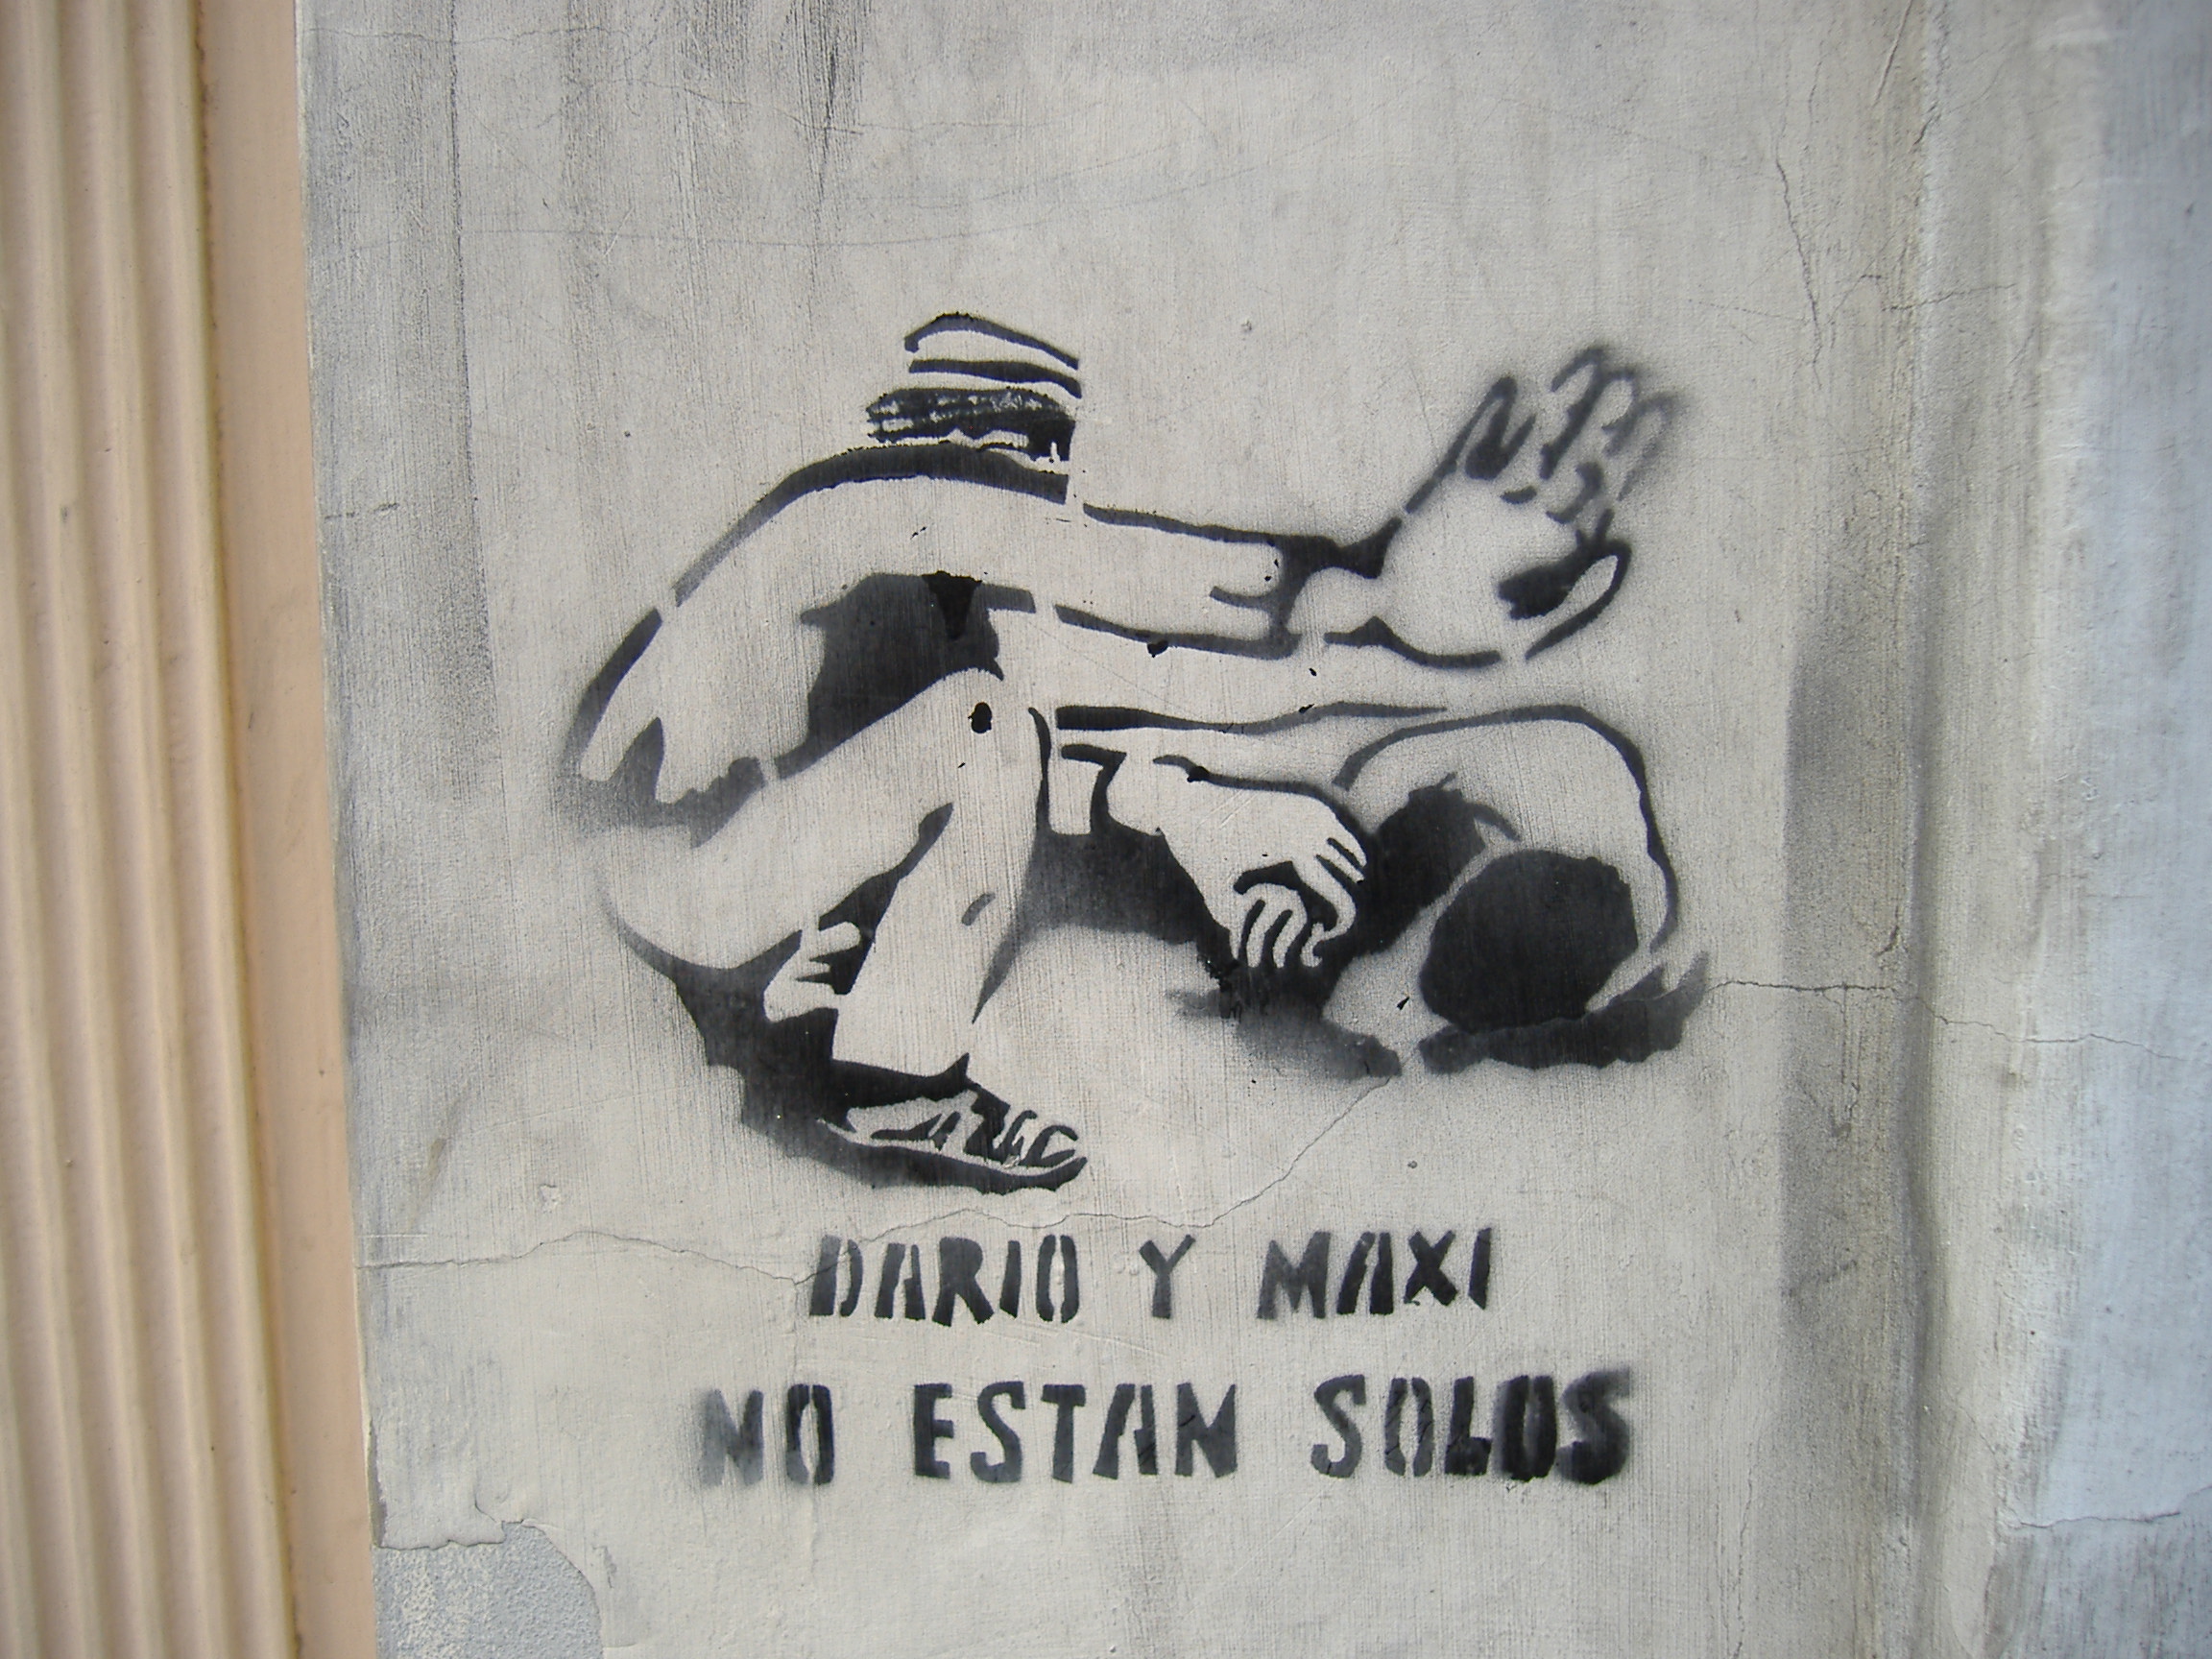 DARIO Y MAXI
NO ESTAN SOLOS